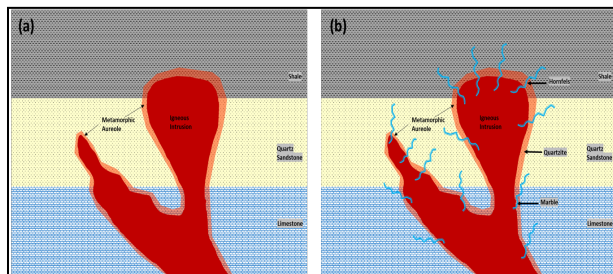 (a)
Shale
Metamorphic
Aureole
Igneous
Intrusion
Quartz
Sandstone
Limestone
(b)
Shale
Hornfels
Metamorphic
Aureole
Igneous
Intrusion
Quartz
Sandstone
Quartzite
Marble
Limestone